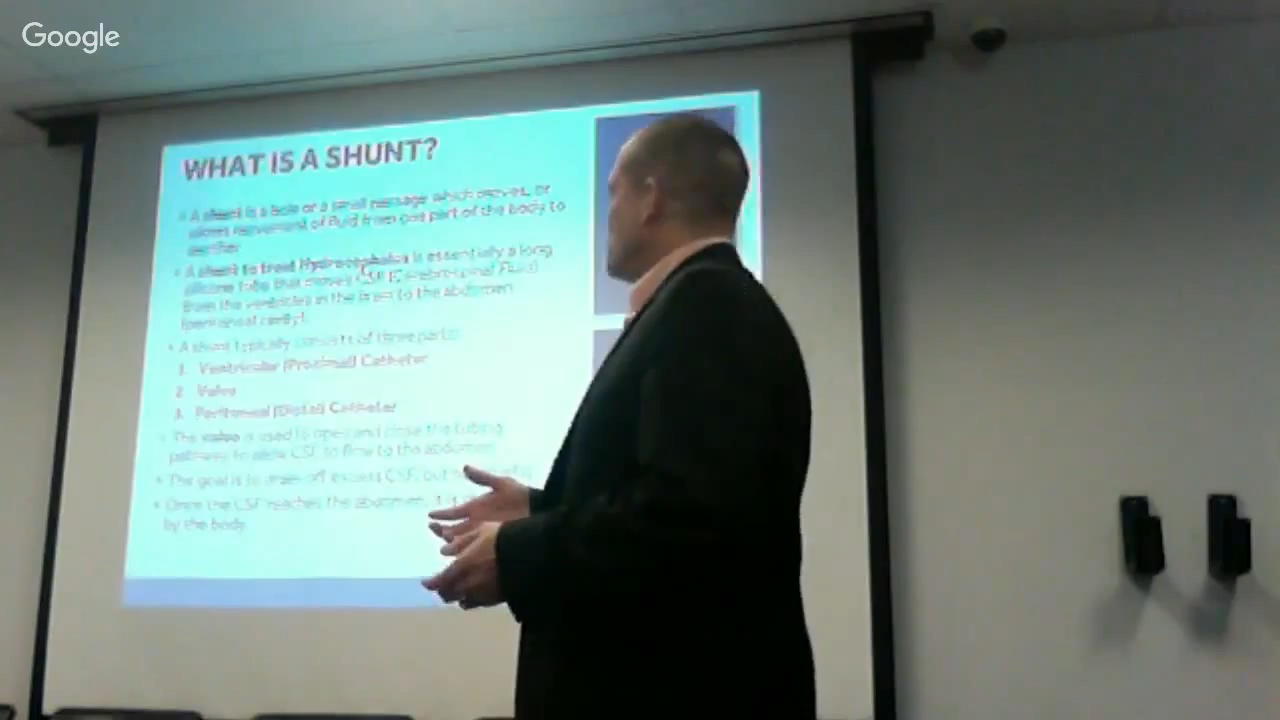 Google
WHAT IS A SHUNT?
A shunt is a hole or a small passage which moves, or
allows movement of fluid from one part of the body to
another
A shunt to treat Hydrocephalus is essentially a long
silicone tube that moves CSF (Cerebrospinal Fluid)
from the ventricles in the brain to the abdomen
(peritoneal cavity).
A shunt typically consists of three parts:
1. Ventricular (Proximal) Catheter
2. Valve
3. Peritoneal (Distal) Catheter
The valve is used to open and close the tubing
pathway to allow CSF to flow to the abdomen
The goal is to drain off excess CSF, but
Once the CSF reaches the abdomen, it is
by the body